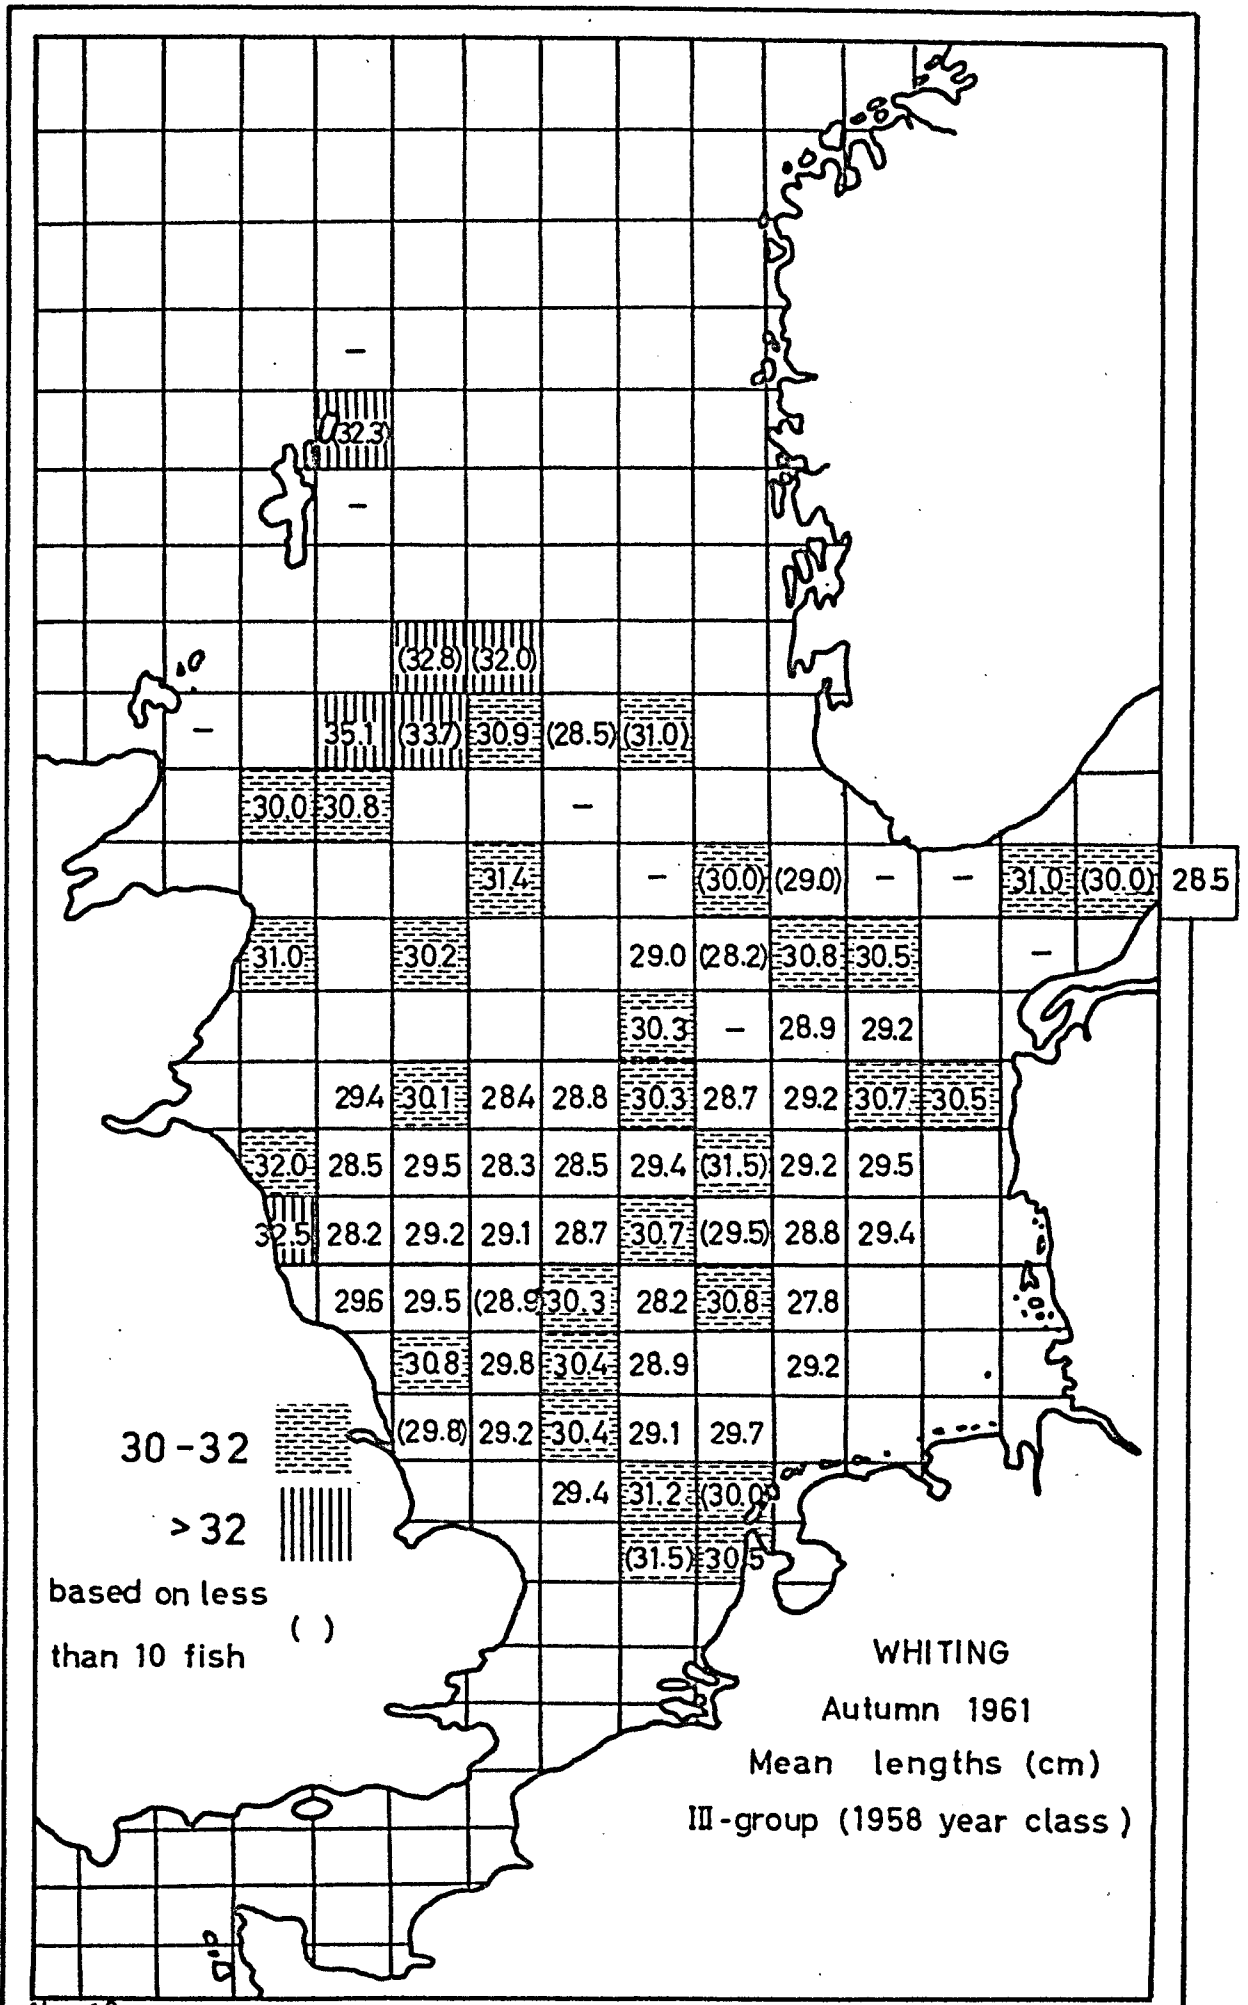 –
(32.3)
–
(32.8) (32.0)
– 35.1 (33.7) 30.9 (28.5) (31.0)
30.0 30.8 –
31.4 – (30.0) (29.0) – – 31.0 (30.0) 28.5
31.0 30.2 29.0 (28.2) 30.8 30.5 –
30.3 – 28.9 29.2
29.4 30.1 28.4 28.8 30.3 28.7 29.2 30.7 30.5
32.0 28.5 29.5 28.3 28.5 29.4 (31.5) 29.2 29.5
32.5 28.2 29.2 29.1 28.7 30.7 (29.5) 28.8 29.4
29.6 29.5 (28.9 30.3 28.2 30.8 27.8
30.8 29.8 30.4 28.9 29.2
(29.8) 29.2 30.4 29.1 29.7
29.4 31.2 (30.0)
(31.5) 30.5
30-32
>32
based on less
( )
than 10 fish
WHITING
Autumn 1961
Mean lengths (cm)
III-group (1958 year class)